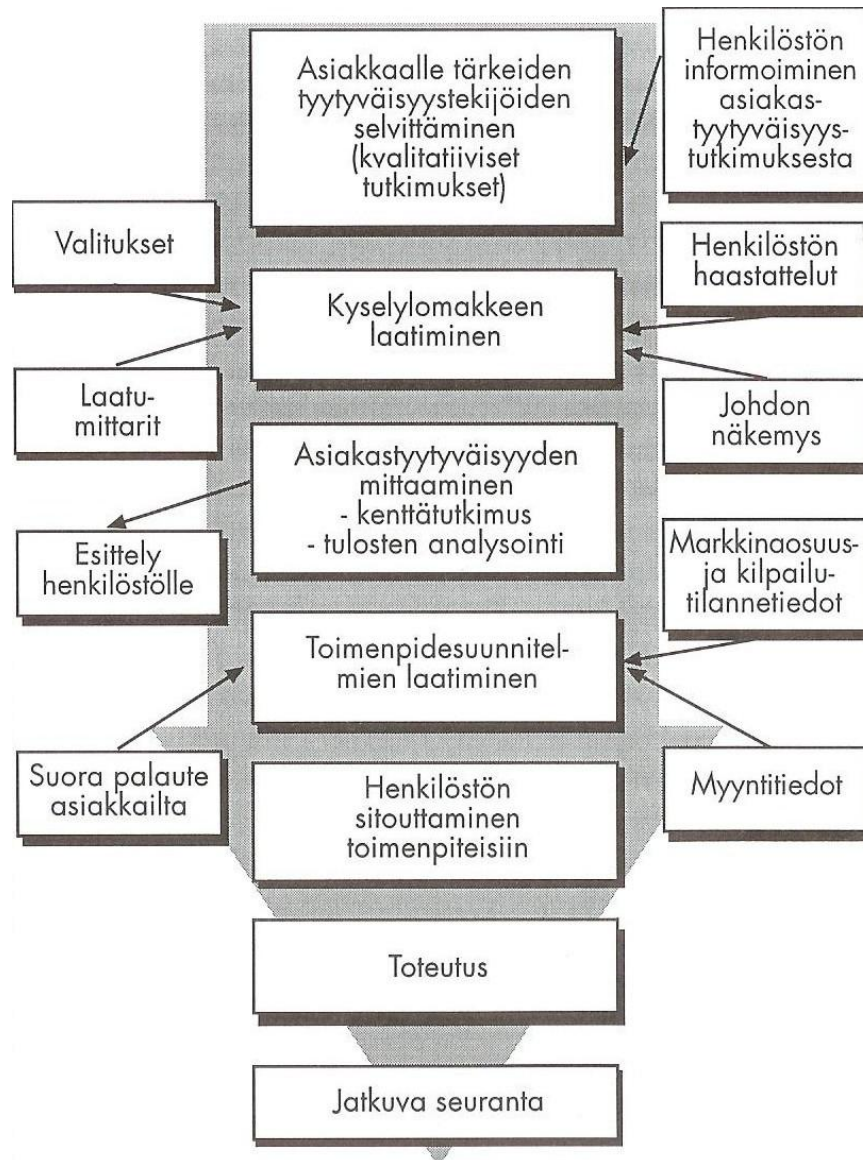 Asiakkaalle tärkeiden
tyytyväisyystekijöiden
selvittäminen
(kvalitatiiviset
tutkimukset)
Henkilöstön
informoiminen
asiakas-
tyytyväisyys-
tutkimuksesta
Valitukset
Kyselylomakkeen
laatiminen
Henkilöstön
haastattelut
Laatu-
mittarit
Johdon
näkemys
Asiakastyytyväisyyden
mittaaminen
- kenttätutkimus
- tulosten analysointi
Esittely
henkilöstölle
Markkinaosuus-
ja kilpailu-
tilannetiedot
Toimenpidesuunnitel-
mien laatiminen
Suora palaute
asiakkailta
Myyntitiedot
Henkilöstön
sitouttaminen
toimenpiteisiin
Toteutus
Jatkuva seuranta